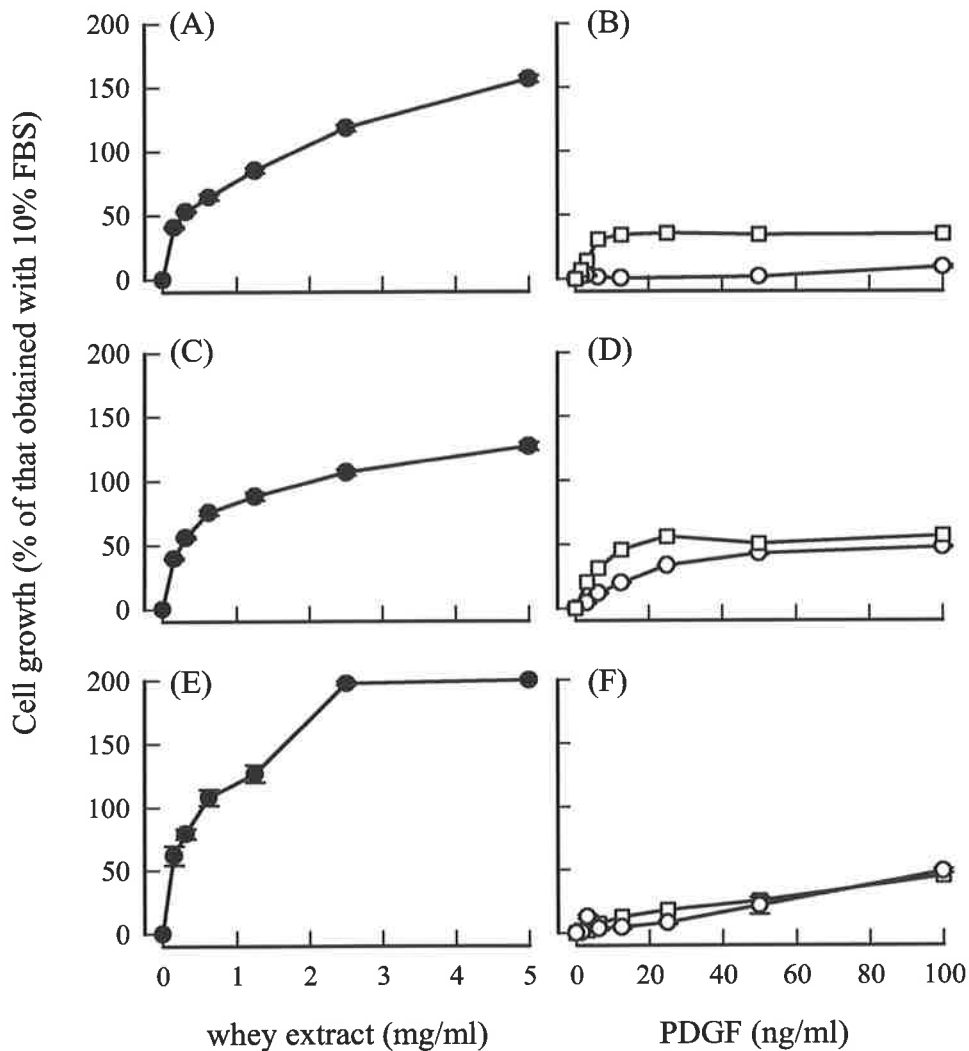 Cell growth (% of that obtained with 10% FBS)
(A)
200
150
100
50
0
(B)
(C)
200
150
100
50
0
(D)
(E)
200
150
100
50
0
0 1 2 3 4 5
whey extract (mg/ml)
(F)
0 20 40 60 80 100
PDGF (ng/ml)